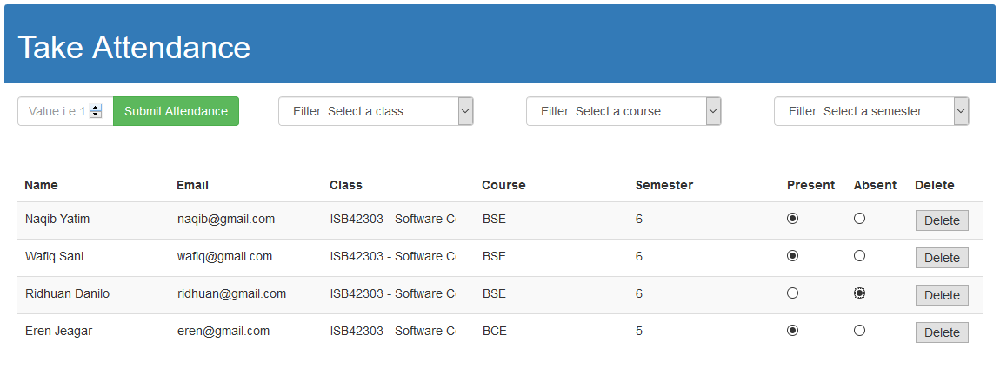 Take Attendance
Value i.e 1 Submit Attendance Filter: Select a class Filter: Select a course Filter: Select a semester
Name Email Class Course Semester Present Absent Delete
Naqib Yatim naqib@gmail.com ISB42303 - Software C BSE 6 Delete
Wafiq Sani wafiq@gmail.com ISB42303 - Software C BSE 6 Delete
Ridhuan Danilo ridhuan@gmail.com ISB42303 - Software C BSE 6 Delete
Eren Jeagar eren@gmail.com ISB42303 - Software C BCE 5 Delete